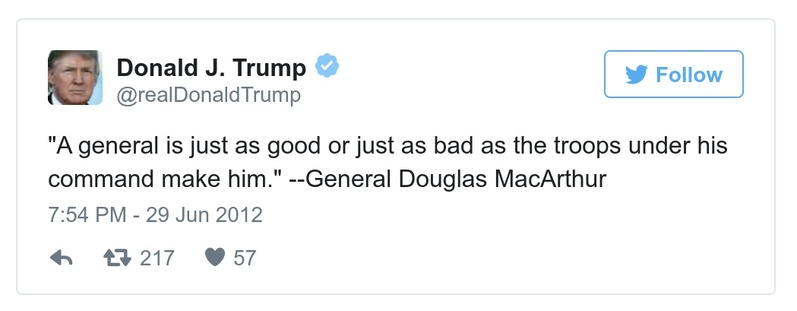 Donald J. Trump
@realDonaldTrump
Follow
"A general is just as good or just as bad as the troops under his
command make him." --General Douglas MacArthur
7:54 PM - 29 Jun 2012
217 57